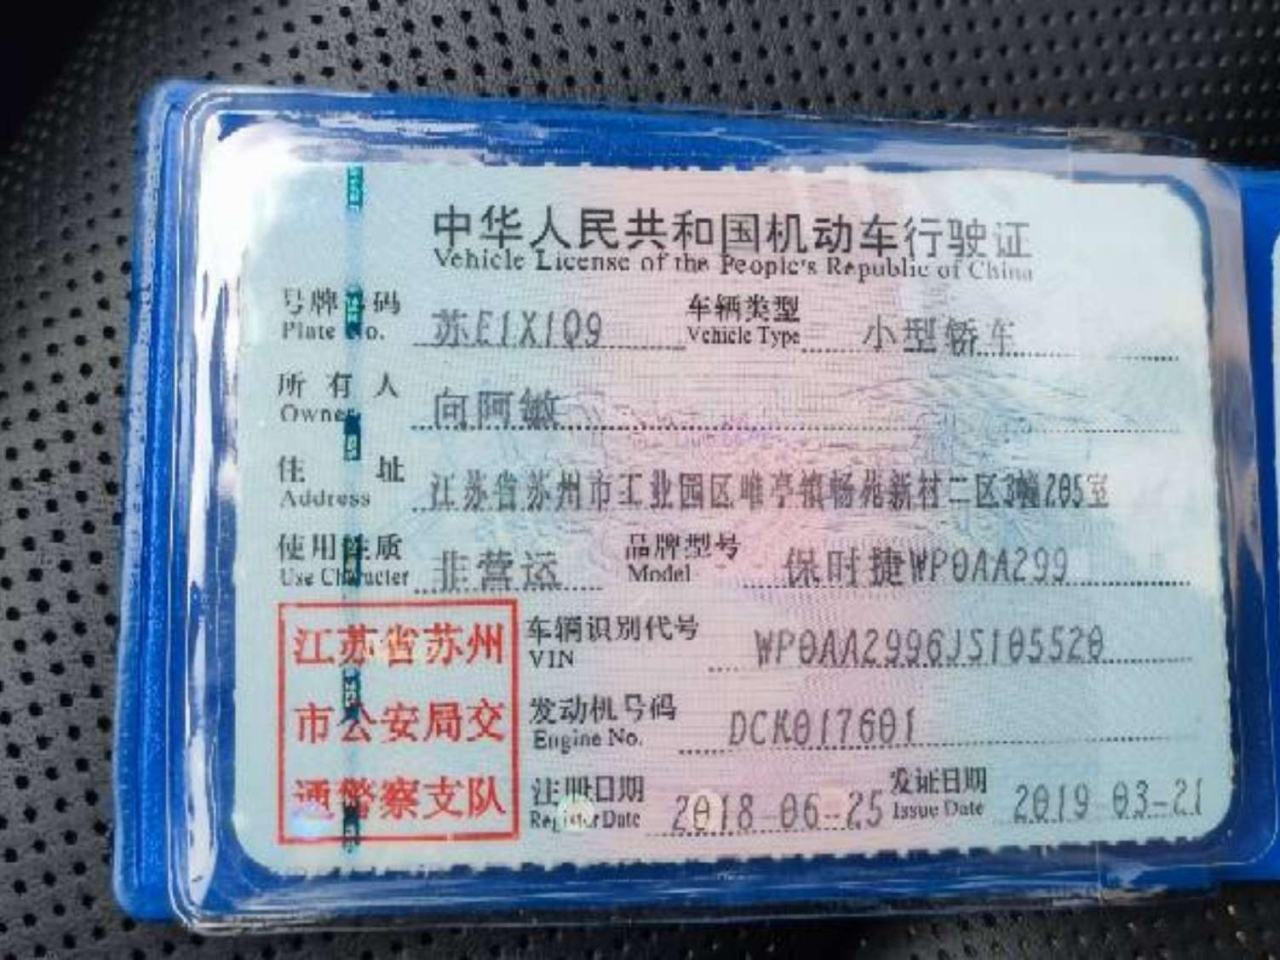 中华人民共和国机动车行驶证
Vehicle License of the People's Republic of China
号牌 码 苏E1X1Q9 车辆类型 小型轿车
Plate No. Vehicle Type
所有人 向阿敏
Owner
住址 江苏省苏州市工业园区唯亭镇畅苑新村二区3幢205室
Address
使用性质 非营运 品牌型号 保时捷WP0AA299
Use Character Model
江苏省苏州 车辆识别代号 WP0AA2996JS105520
VIN
市公安局交 发动机号码 DCK017601
Engine No.
通警察支队 注册日期 2018-06-25 发证日期 2019-03-21
Register Date Issue Date